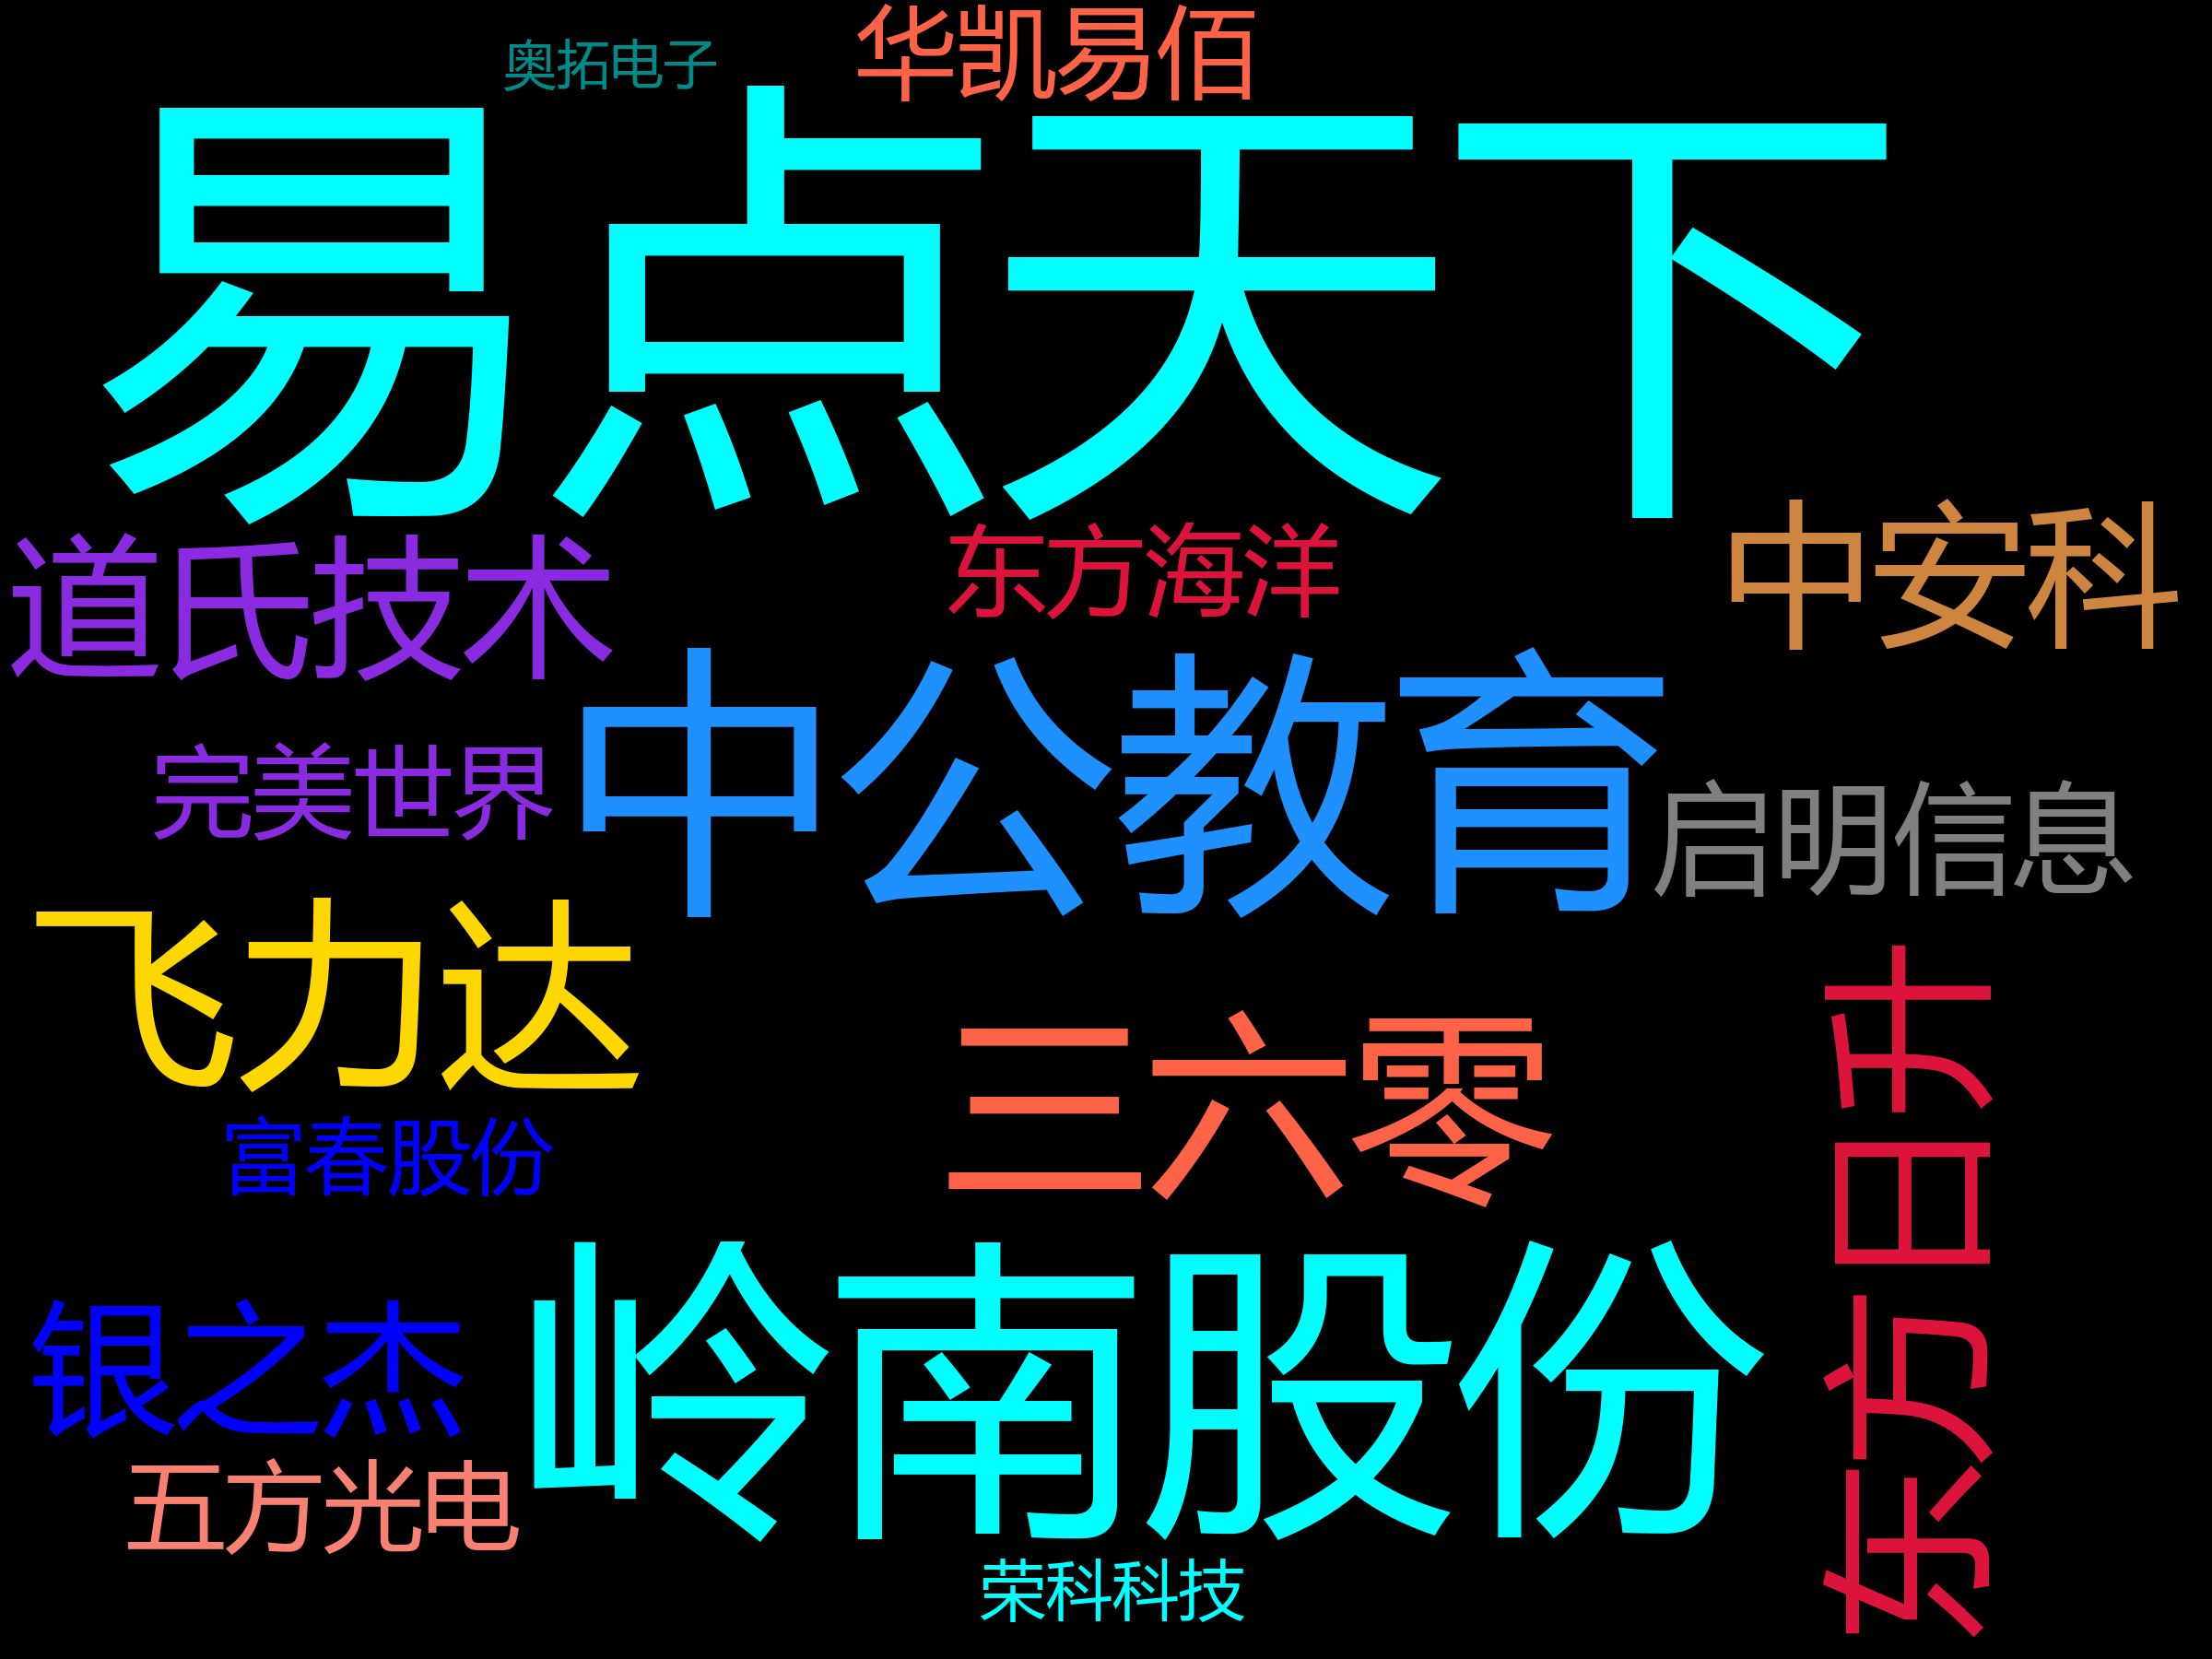 奥拓电子
华凯易佰
易点天下
道氏技术
东方海洋
中安科
中公教育
完美世界
启明信息
飞力达
三六零
东方日升
富春股份
岭南股份
银之杰
五方光电
荣科科技